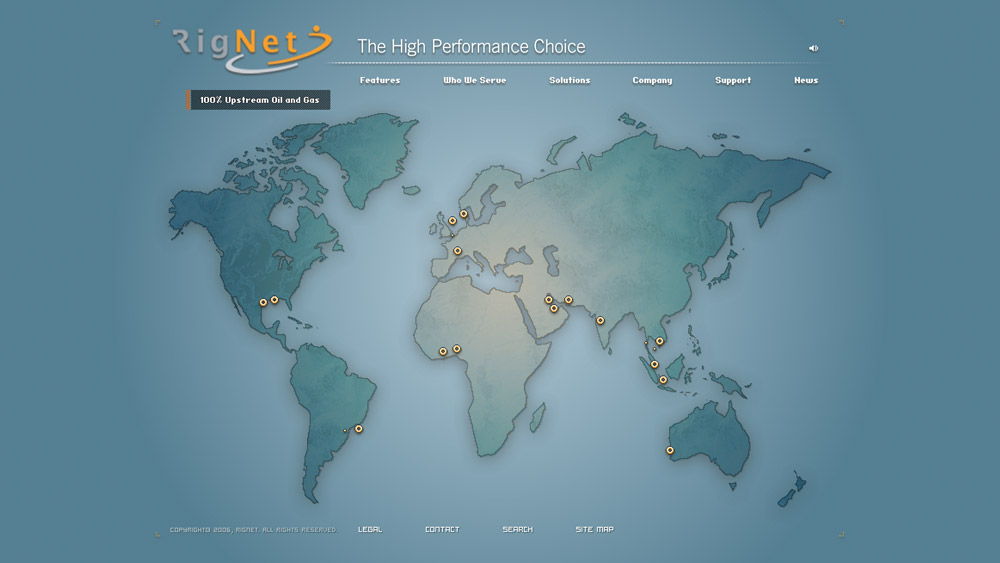 RigNet
The High Performance Choice
Features Who We Serve Solutions Company Support News
100% Upstream Oil and Gas
COPYRIGHT© 2006, RIGNET. ALL RIGHTS RESERVED. LEGAL CONTACT SEARCH SITE MAP